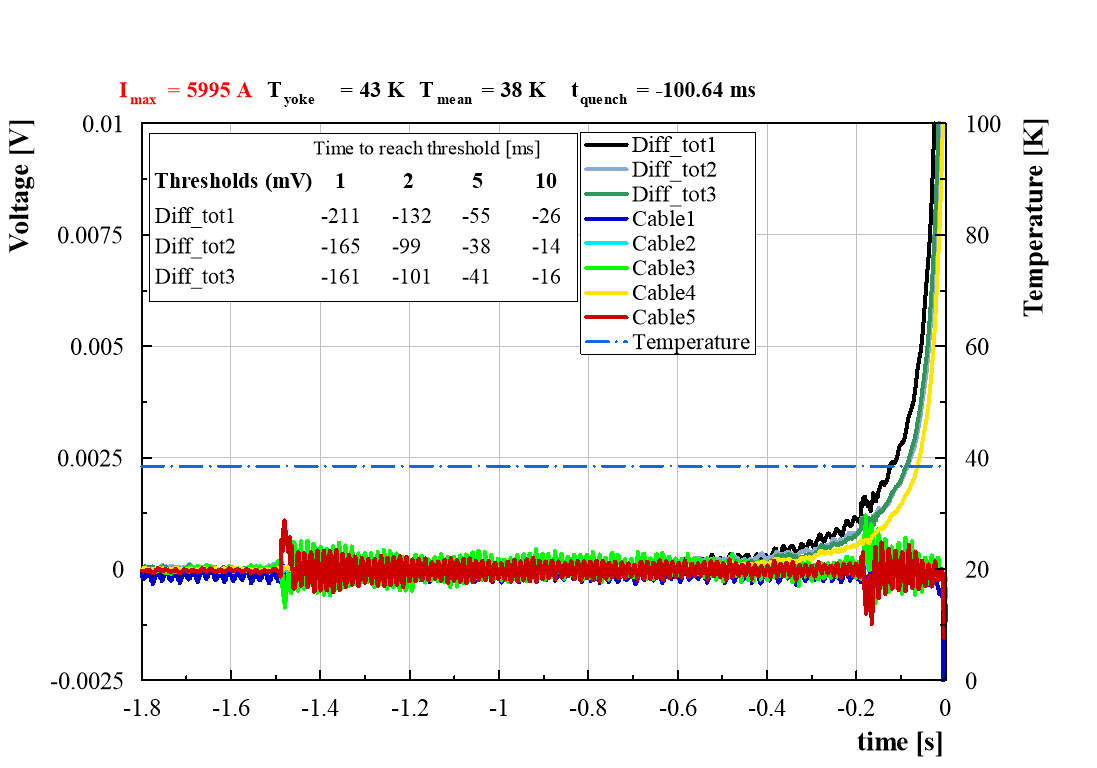 I max = 5995 A T yoke = 43 K T mean = 38 K t quench = -100.64 ms
Voltage [V]
Temperature [K]
0.01
0.0075
0.005
0.0025
0
-0.0025
Time to reach threshold [ms]
Thresholds (mV) 1 2 5 10
Diff_tot1 -211 -132 -55 -26
Diff_tot2 -165 -99 -38 -14
Diff_tot3 -161 -101 -41 -16
Diff_tot1
Diff_tot2
Diff_tot3
Cable1
Cable2
Cable3
Cable4
Cable5
Temperature
100
80
60
40
20
0
-1.8 -1.6 -1.4 -1.2 -1 -0.8 -0.6 -0.4 -0.2 0
time [s]